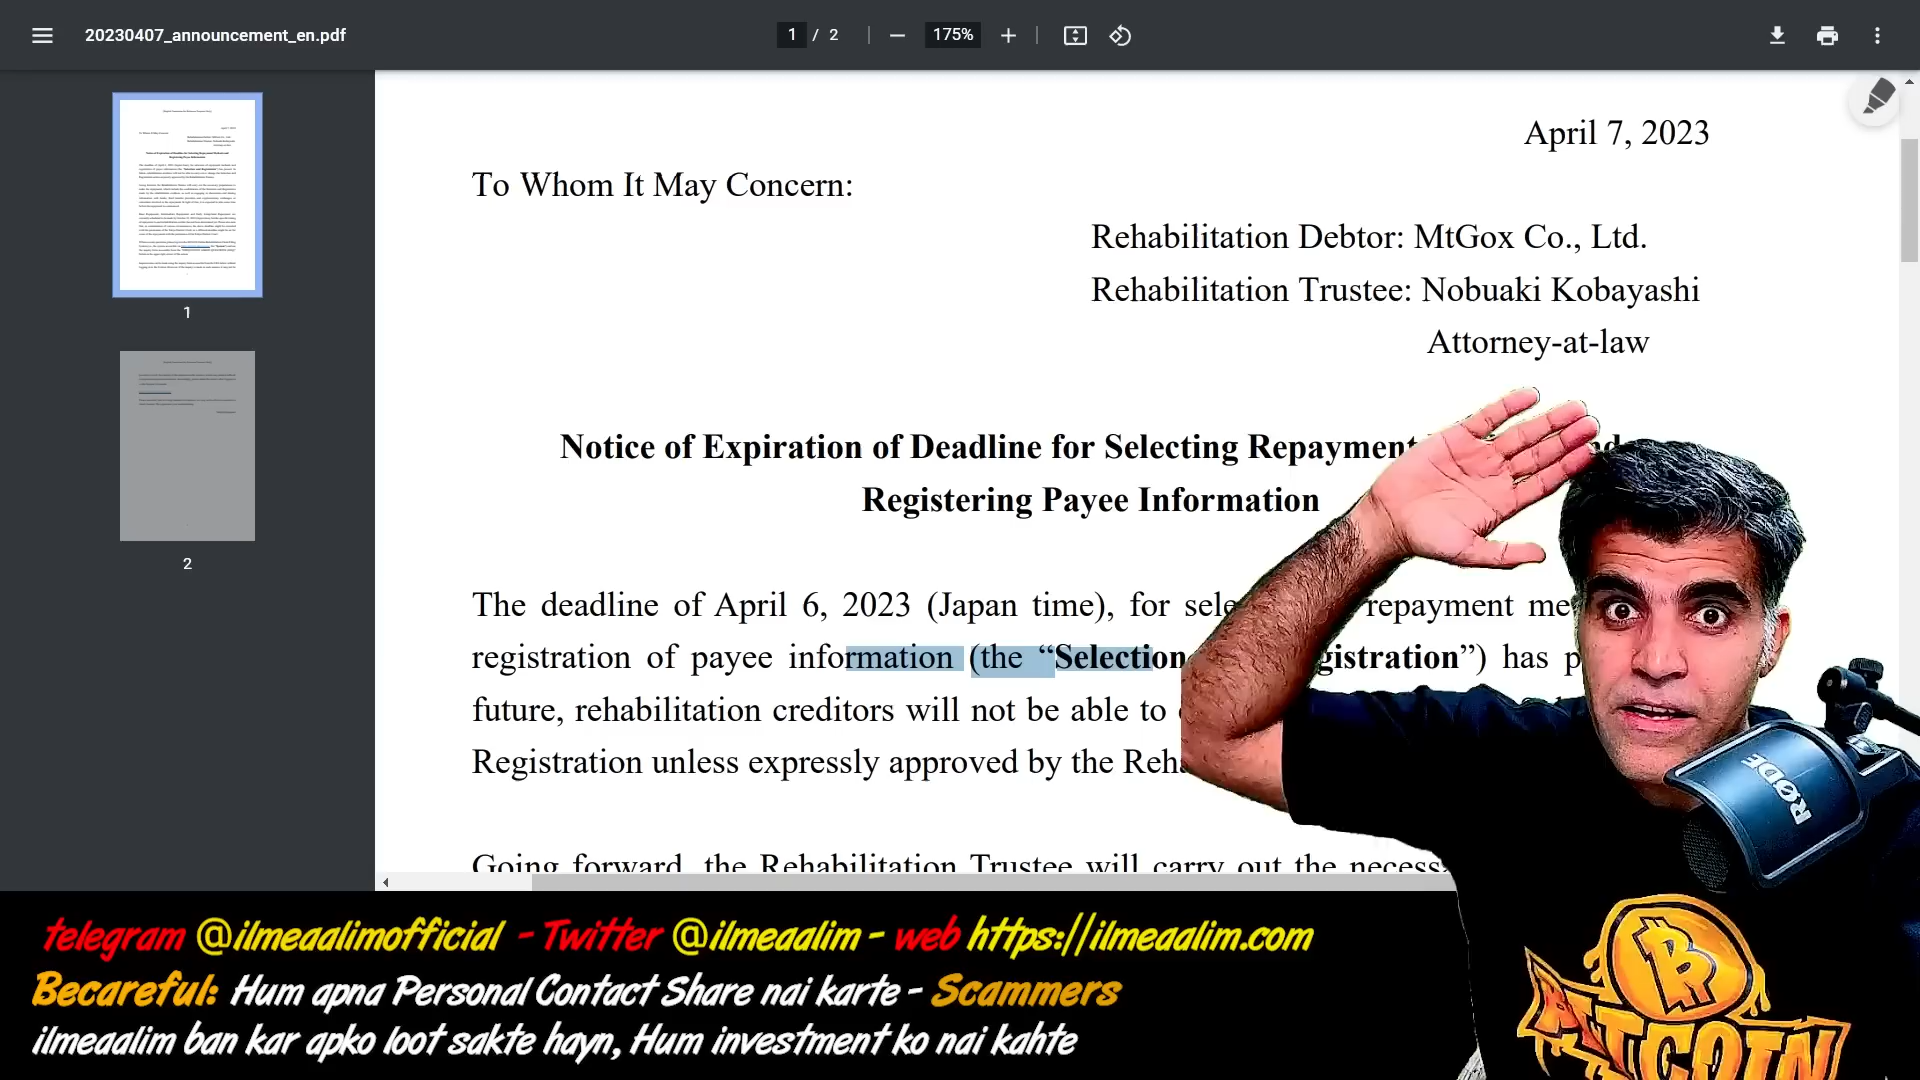 20230407_announcement_en.pdf
1 / 2
175%
April 7, 2023
To Whom It May Concern:
Rehabilitation Debtor: MtGox Co., Ltd.
Rehabilitation Trustee: Nobuaki Kobayashi
Attorney-at-law
Notice of Expiration of Deadline for Selecting Repayment
Registering Payee Information
The deadline of April 6, 2023 (Japan time), for repayment
registration of payee information (the “Selection ”) has
future, rehabilitation creditors will not be able to
Registration unless expressly approved by the
Going forward, the Rehabilitation Trustee will carry out the
1
2
RØDE
BITCOIN
telegram @ilmeaalimofficial - Twitter @ilmeaalim - web https://ilmeaalim.com
Becareful: Hum apna Personal Contact Share nai karte - Scammers
ilmeaalim ban kar apko loot sakte hayn, Hum investment ko nai kahte